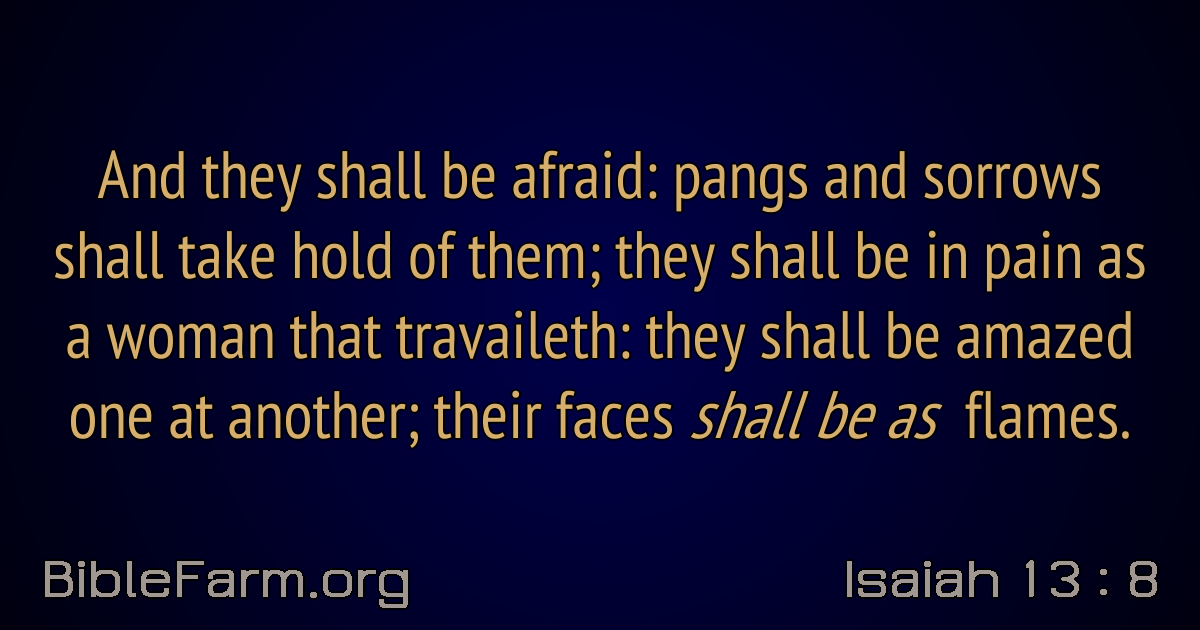 And they shall be afraid: pangs and sorrows
shall take hold of them; they shall be in pain as
a woman that travaileth: they shall be amazed
one at another; their faces shall be as flames.
BibleFarm.org
Isaiah 13 : 8